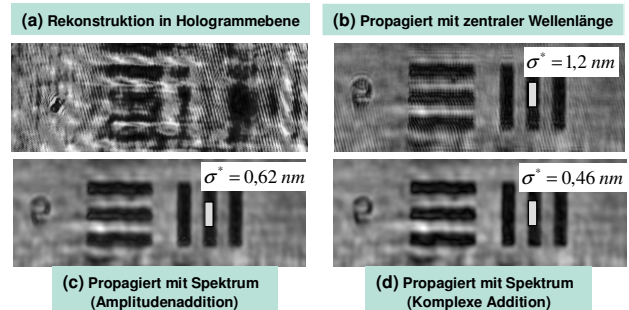 (a) Rekonstruktion in Hologrammebene
(b) Propagiert mit zentraler Wellenlänge
σ* = 1,2 nm
σ* = 0,62 nm
σ* = 0,46 nm
(c) Propagiert mit Spektrum
(Amplitudenaddition)
(d) Propagiert mit Spektrum
(Komplexe Addition)